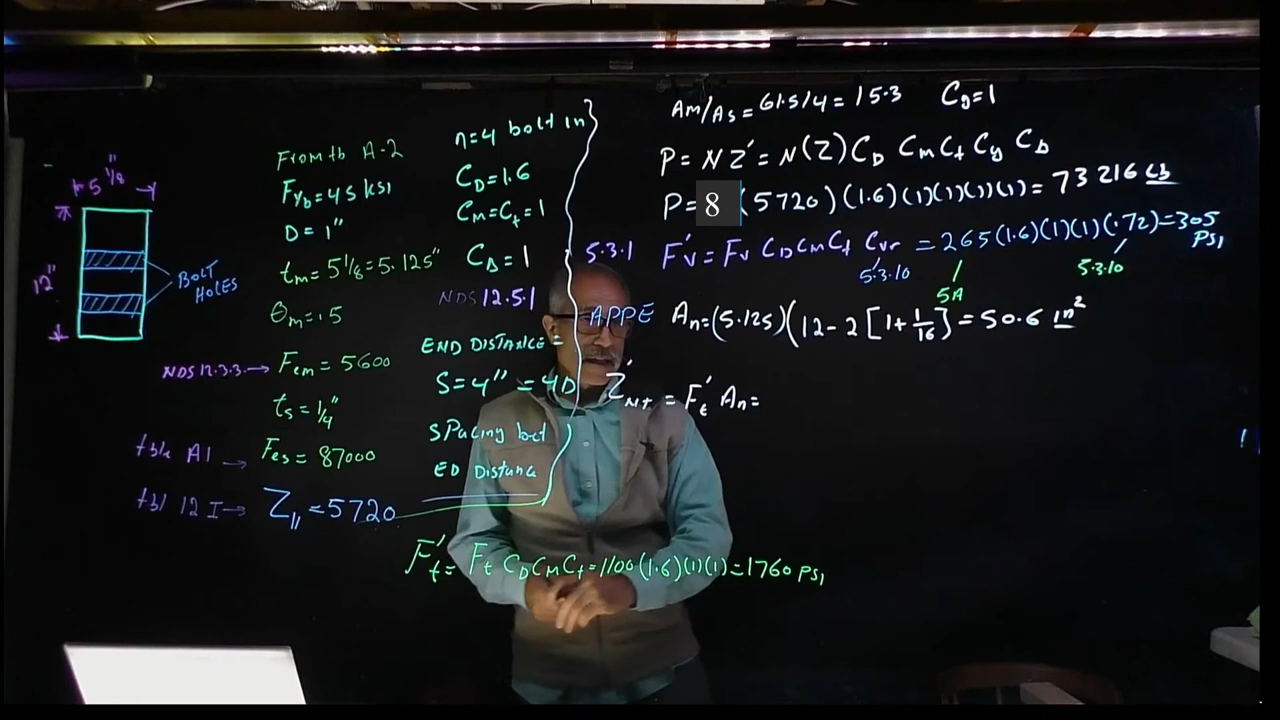 5 1/8"
12"
BOLT
HOLES
From tb A-2
Fyb = 45 ksi
D = 1"
tm = 5 1/8 = 5.125"
θm = .5
NDS 12.3.3. → Fem = 5600
ts = 1/4"
tble A1 → Fes = 87000
tbl 12 I → Z,, = 5720
n=4 bolt in
CD = 1.6
CM = Ct = 1
CΔ = 1
NDS 12.5.1
END DISTANCE =
S = 4" = 4D
SPacing bet
ED Distance
Am/As = 61.5/4 = 15.3 CD = 1
P = N Z' = N(Z) CD Cm Ct Cg CΔ
P = 8 (5720)(1.6)(1)(1)(1)(1) = 73 216 Lb
5.3.1 F'v = Fv CD CM Ct Cvr = 265(1.6)(1)(1)(.72) = 305 PSI
5.3.10 5A 5.3.10
APPE An = (5.125)(12 - 2[1 + 1/16] = 50.6 in²
Z'NT = F't An =
F't = Ft CD CM Ct = 1100(1.6)(1)(1) = 1760 PSI